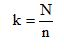 k = N/n